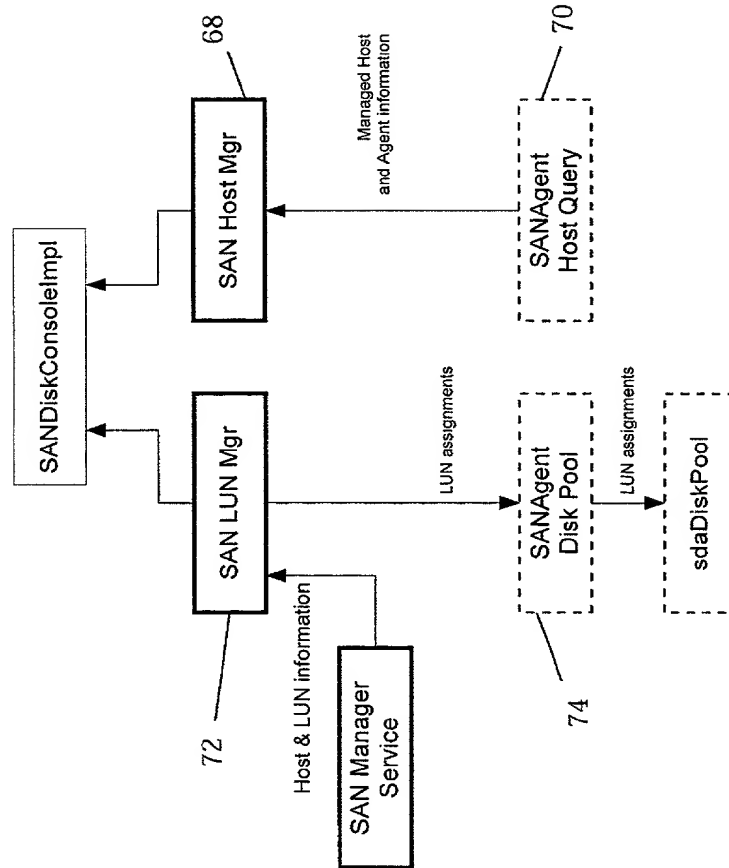 SANDiskConsoleImpl
72
SAN LUN Mgr
SAN Host Mgr
68
Host & LUN information
SAN Manager
Service
LUN assignments
Managed Host
and Agent information
74
SANAgent
Disk Pool
SANAgent
Host Query
70
LUN assignments
sdaDiskPool